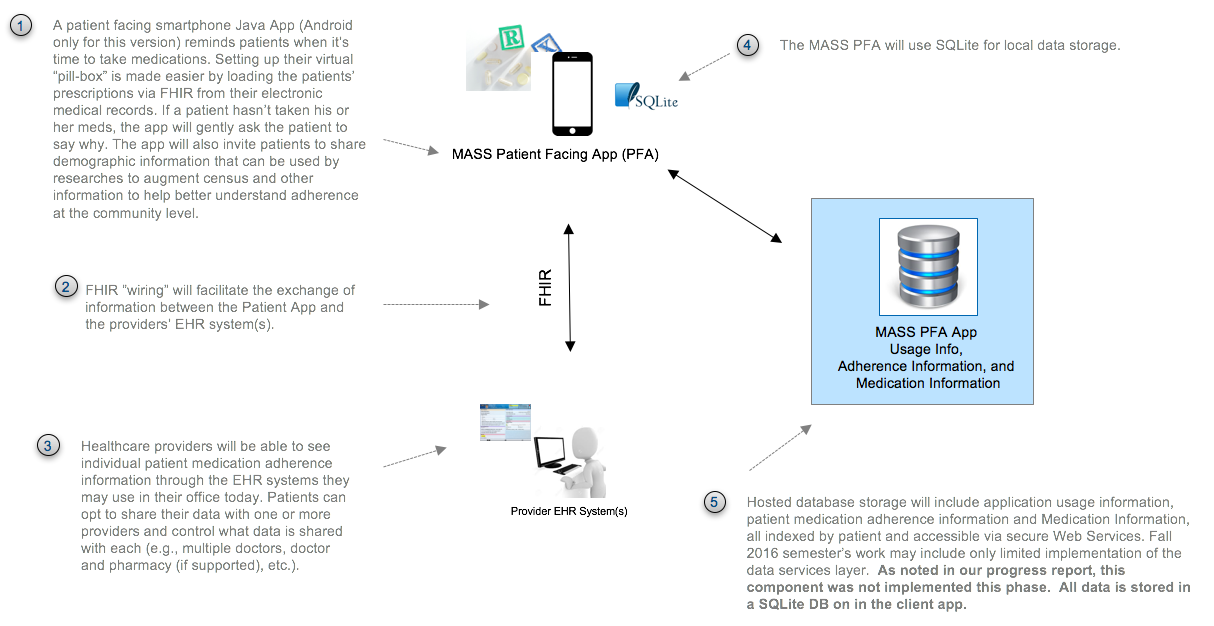 1
A patient facing smartphone Java App (Android
only for this version) reminds patients when it's
time to take medications. Setting up their virtual
"pill-box" is made easier by loading the patients'
prescriptions via FHIR from their electronic
medical records. If a patient hasn't taken his or
her meds, the app will gently ask the patient to
say why. The app will also invite patients to share
demographic information that can be used by
researches to augment census and other
information to help better understand adherence
at the community level.
R
SQLite
MASS Patient Facing App (PFA)
4
The MASS PFA will use SQLite for local data storage.
2
FHIR "wiring" will facilitate the exchange of
information between the Patient App and
the providers' EHR system(s).
FHIR
MASS PFA App
Usage Info,
Adherence Information, and
Medication Information
3
Healthcare providers will be able to see
individual patient medication adherence
information through the EHR systems they
may use in their office today. Patients can
opt to share their data with one or more
providers and control what data is shared
with each (e.g., multiple doctors, doctor
and pharmacy (if supported), etc.).
Provider EHR System(s)
5
Hosted database storage will include application usage information,
patient medication adherence information and Medication Information,
all indexed by patient and accessible via secure Web Services. Fall
2016 semester's work may include only limited implementation of the
data services layer. As noted in our progress report, this
component was not implemented this phase. All data is stored in
a SQLite DB on in the client app.